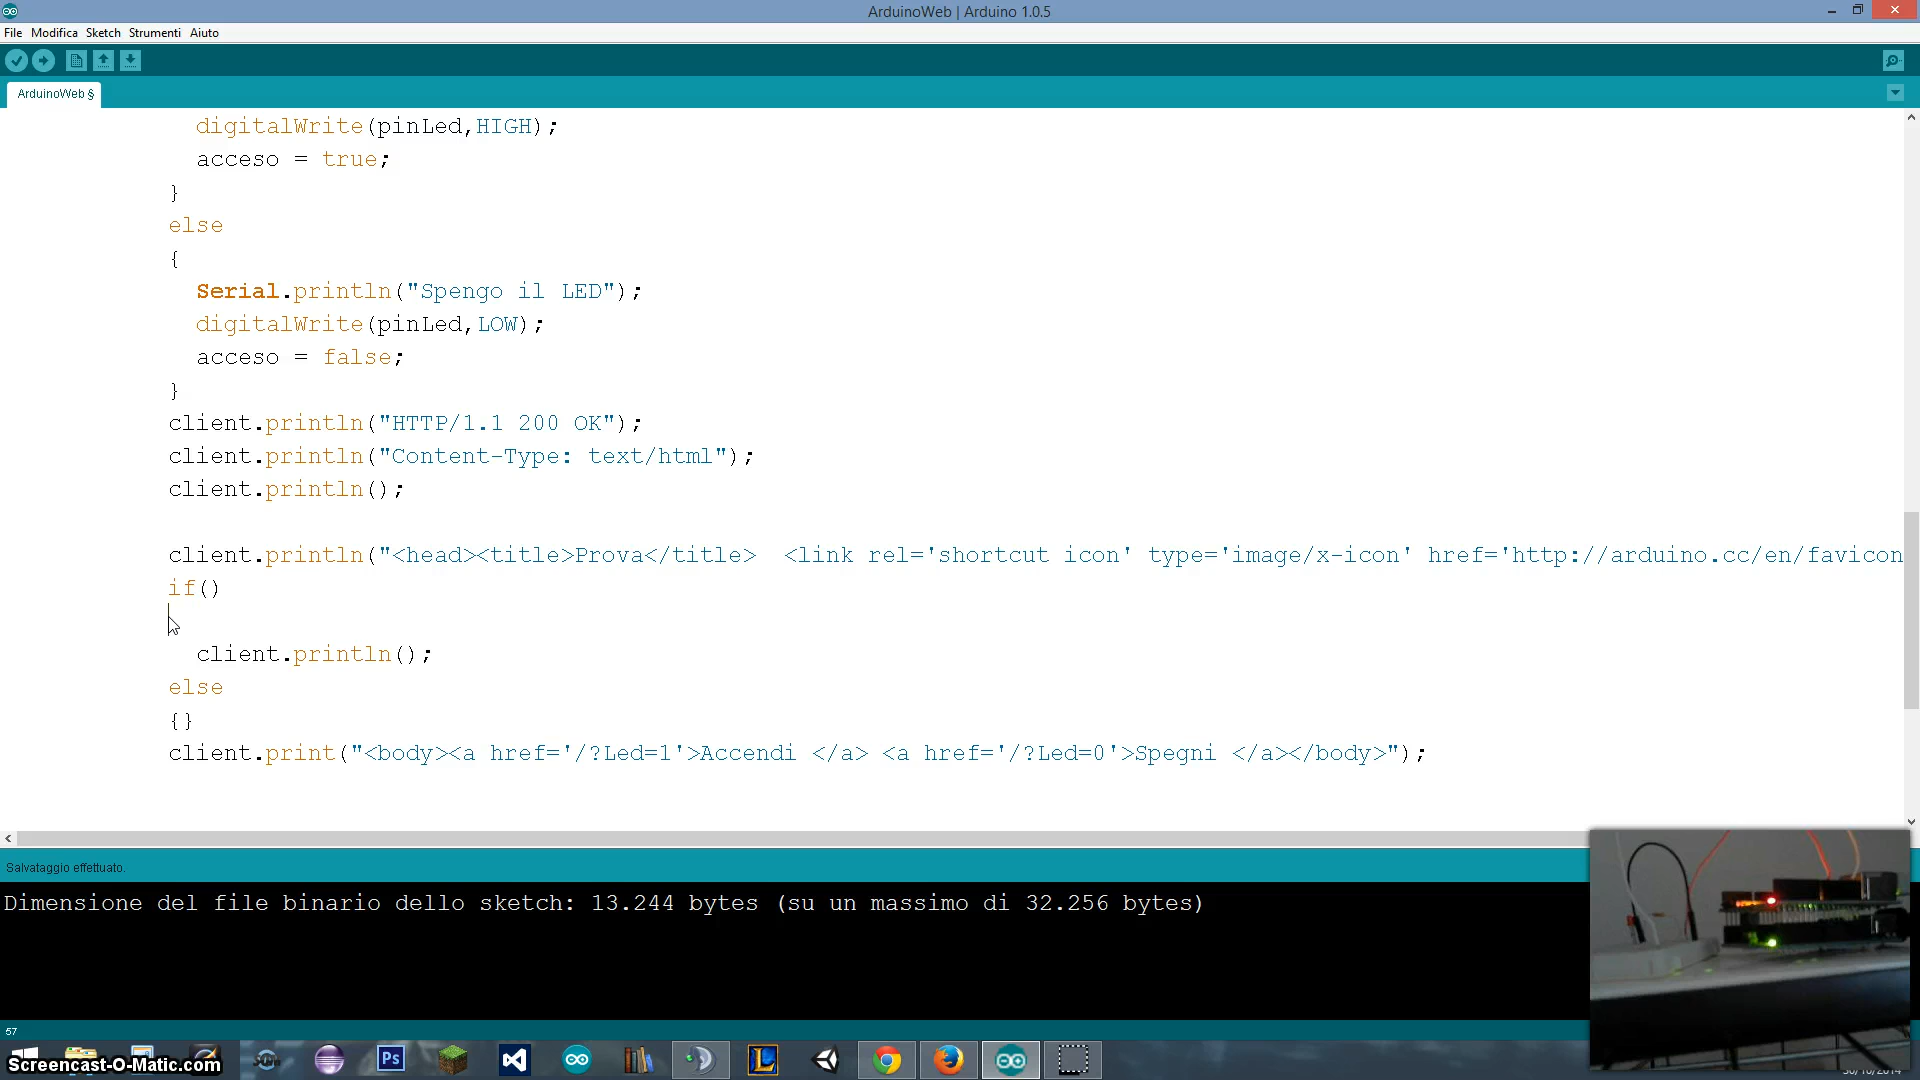 ArduinoWeb | Arduino 1.0.5
File Modifica Sketch Strumenti Aiuto
ArduinoWeb §
digitalWrite(pinLed,HIGH);
acceso = true;
}
else
{
Serial.println("Spengo il LED");
digitalWrite(pinLed,LOW);
acceso = false;
}
client.println("HTTP/1.1 200 OK");
client.println("Content-Type: text/html");
client.println();
client.println("<head><title>Prova</title>  <link rel='shortcut icon' type='image/x-icon' href='http://arduino.cc/en/favicon
if()
client.println();
else
{}
client.print("<body><a href='/?Led=1'>Accendi </a> <a href='/?Led=0'>Spegni </a></body>");
Salvataggio effettuato.
Dimensione del file binario dello sketch: 13.244 bytes (su un massimo di 32.256 bytes)
57
Screencast-O-Matic.com
Ps
L